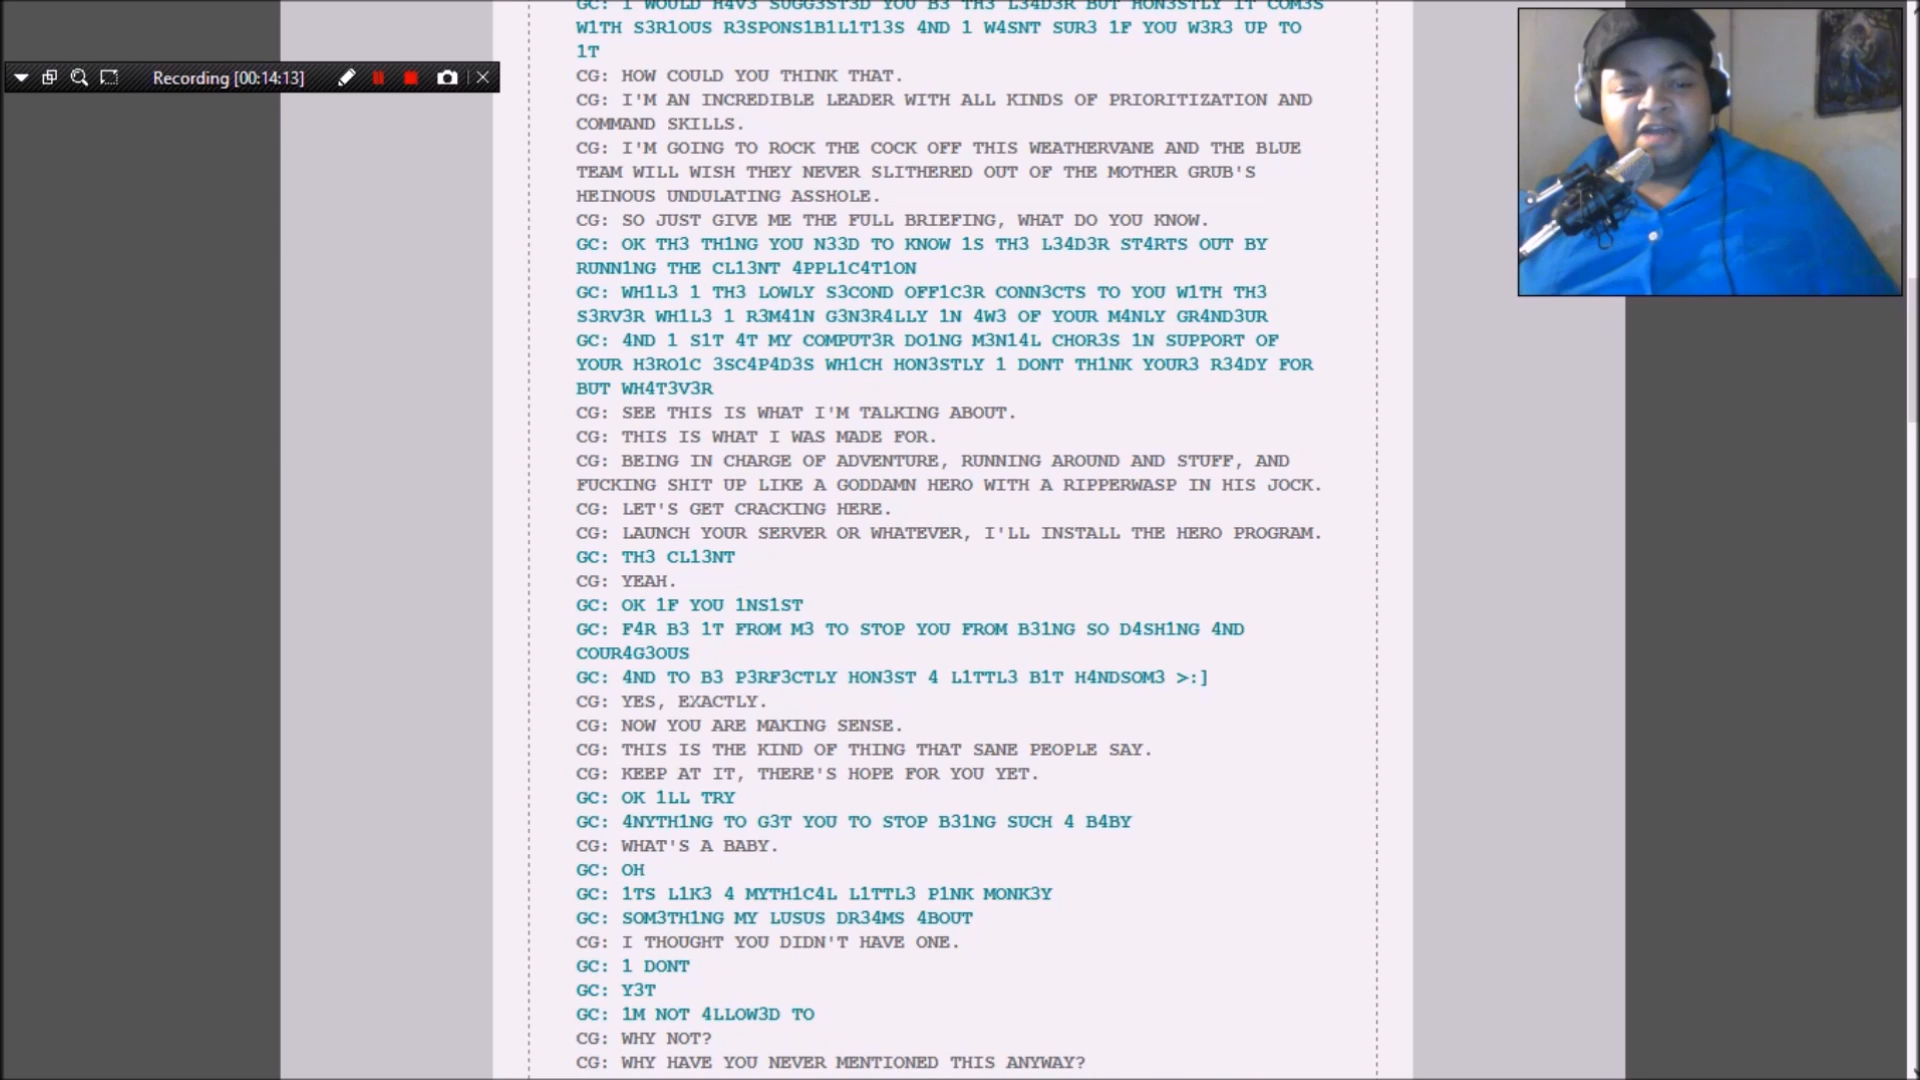 GC: 1 WOULD H4V3 SUGG3ST3D YOU B3 TH3 L34D3R BUT HON3STLY 1T COM3S
W1TH S3R1OUS R3SPONS1B1L1T13S 4ND 1 W4SNT SUR3 1F YOU W3R3 UP TO
1T
Recording [00:14:13]
CG: HOW COULD YOU THINK THAT.
CG: I'M AN INCREDIBLE LEADER WITH ALL KINDS OF PRIORITIZATION AND
COMMAND SKILLS.
CG: I'M GOING TO ROCK THE COCK OFF THIS WEATHERVANE AND THE BLUE
TEAM WILL WISH THEY NEVER SLITHERED OUT OF THE MOTHER GRUB'S
HEINOUS UNDULATING ASSHOLE.
CG: SO JUST GIVE ME THE FULL BRIEFING, WHAT DO YOU KNOW.
GC: OK TH3 TH1NG YOU N33D TO KNOW 1S TH3 L34D3R ST4RTS OUT BY
RUNN1NG THE CL13NT 4PPL1C4T1ON
GC: WH1L3 1 TH3 LOWLY S3COND OFF1C3R CONN3CTS TO YOU W1TH TH3
S3RV3R WH1L3 1 R3M41N G3N3R4LLY 1N 4W3 OF YOUR M4NLY GR4ND3UR
GC: 4ND 1 S1T 4T MY COMPUT3R DO1NG M3N14L CHOR3S 1N SUPPORT OF
YOUR H3RO1C 3SC4P4D3S WH1CH HON3STLY 1 DONT TH1NK YOUR3 R34DY FOR
BUT WH4T3V3R
CG: SEE THIS IS WHAT I'M TALKING ABOUT.
CG: THIS IS WHAT I WAS MADE FOR.
CG: BEING IN CHARGE OF ADVENTURE, RUNNING AROUND AND STUFF, AND
FUCKING SHIT UP LIKE A GODDAMN HERO WITH A RIPPERWASP IN HIS JOCK.
CG: LET'S GET CRACKING HERE.
CG: LAUNCH YOUR SERVER OR WHATEVER, I'LL INSTALL THE HERO PROGRAM.
GC: TH3 CL13NT
CG: YEAH.
GC: OK 1F YOU 1NS1ST
GC: F4R B3 1T FROM M3 TO STOP YOU FROM B31NG SO D4SH1NG 4ND
COUR4G3OUS
GC: 4ND TO B3 P3RF3CTLY HON3ST 4 L1TTL3 B1T H4NDSOM3 >:]
CG: YES, EXACTLY.
CG: NOW YOU ARE MAKING SENSE.
CG: THIS IS THE KIND OF THING THAT SANE PEOPLE SAY.
CG: KEEP AT IT, THERE'S HOPE FOR YOU YET.
GC: OK 1LL TRY
GC: 4NYTH1NG TO G3T YOU TO STOP B31NG SUCH 4 B4BY
CG: WHAT'S A BABY.
GC: OH
GC: 1TS L1K3 4 MYTH1C4L L1TTL3 P1NK MONK3Y
GC: SOM3TH1NG MY LUSUS DR34MS 4BOUT
CG: I THOUGHT YOU DIDN'T HAVE ONE.
GC: 1 DONT
GC: Y3T
GC: 1M NOT 4LLOW3D TO
CG: WHY NOT?
CG: WHY HAVE YOU NEVER MENTIONED THIS ANYWAY?